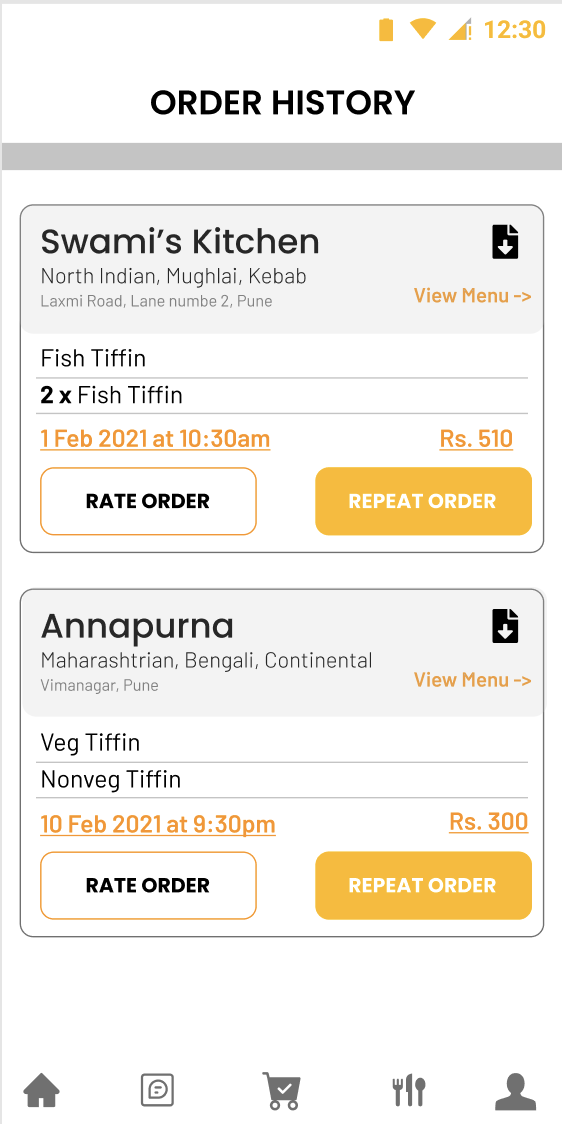 12:30
ORDER HISTORY
Swami’s Kitchen
North Indian, Mughlai, Kebab
Laxmi Road, Lane numbe 2, Pune
View Menu ->
Fish Tiffin
2 x Fish Tiffin
1 Feb 2021 at 10:30am Rs. 510
RATE ORDER REPEAT ORDER
Annapurna
Maharashtrian, Bengali, Continental
Vimanagar, Pune
View Menu ->
Veg Tiffin
Nonveg Tiffin
10 Feb 2021 at 9:30pm Rs. 300
RATE ORDER REPEAT ORDER